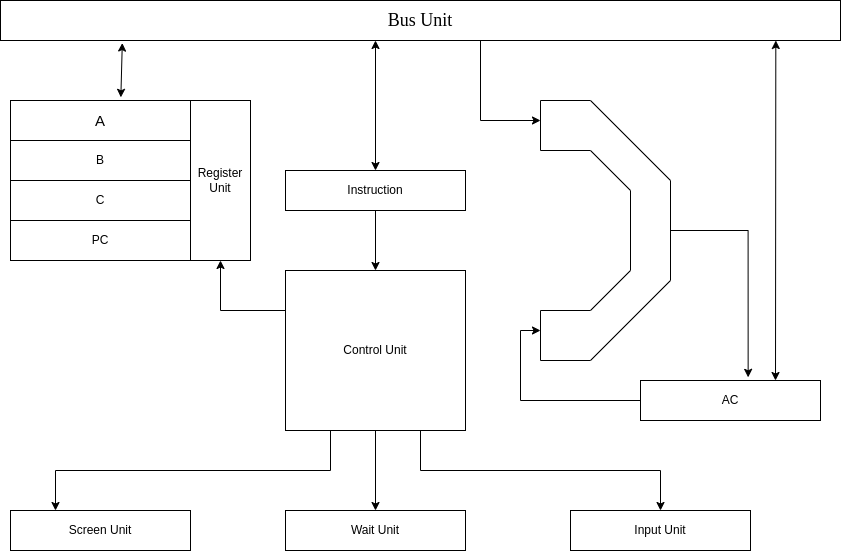 Bus Unit
A
B
C
PC
Register
Unit
Instruction
Control Unit
AC
Screen Unit
Wait Unit
Input Unit